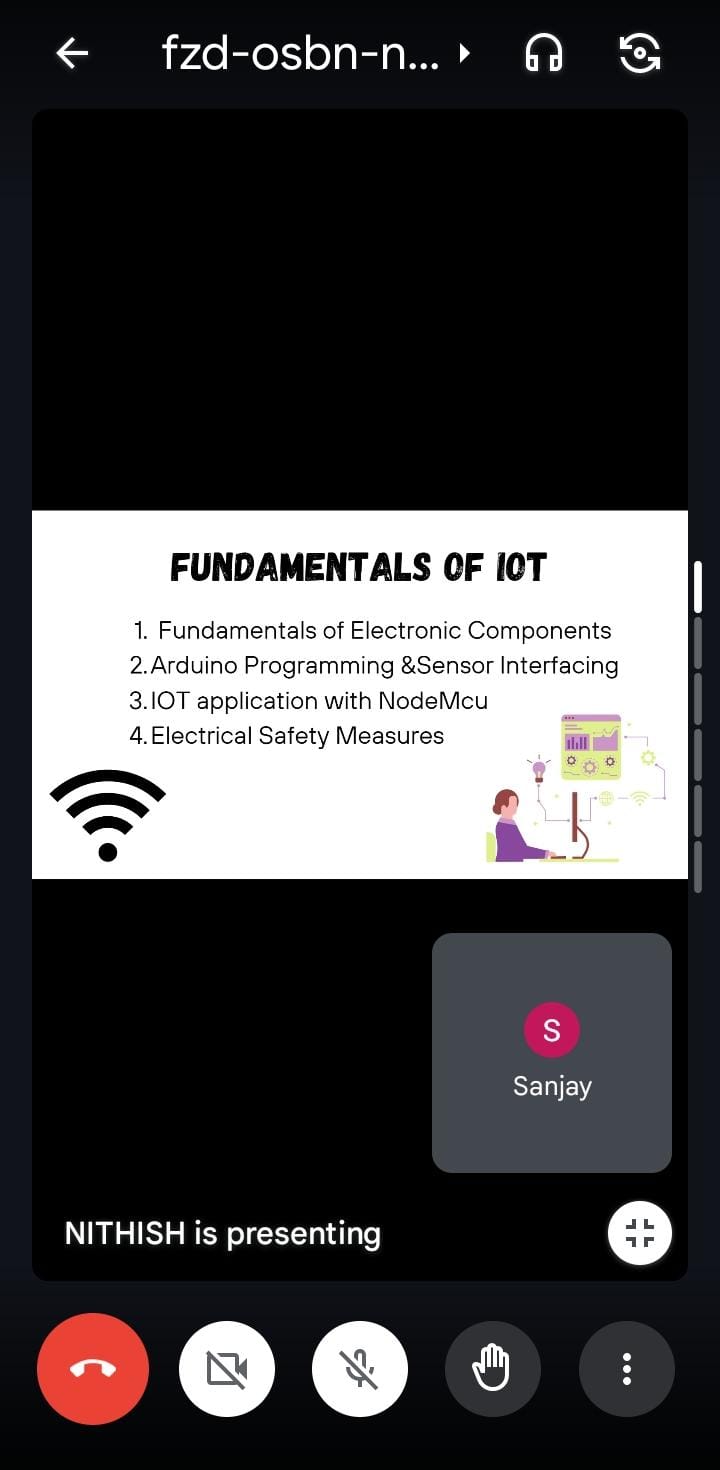 fzd-osbn-n...
FUNDAMENTALS OF IOT
1. Fundamentals of Electronic Components
2.Arduino Programming &Sensor Interfacing
3.IOT application with NodeMcu
4.Electrical Safety Measures
S
Sanjay
NITHISH is presenting